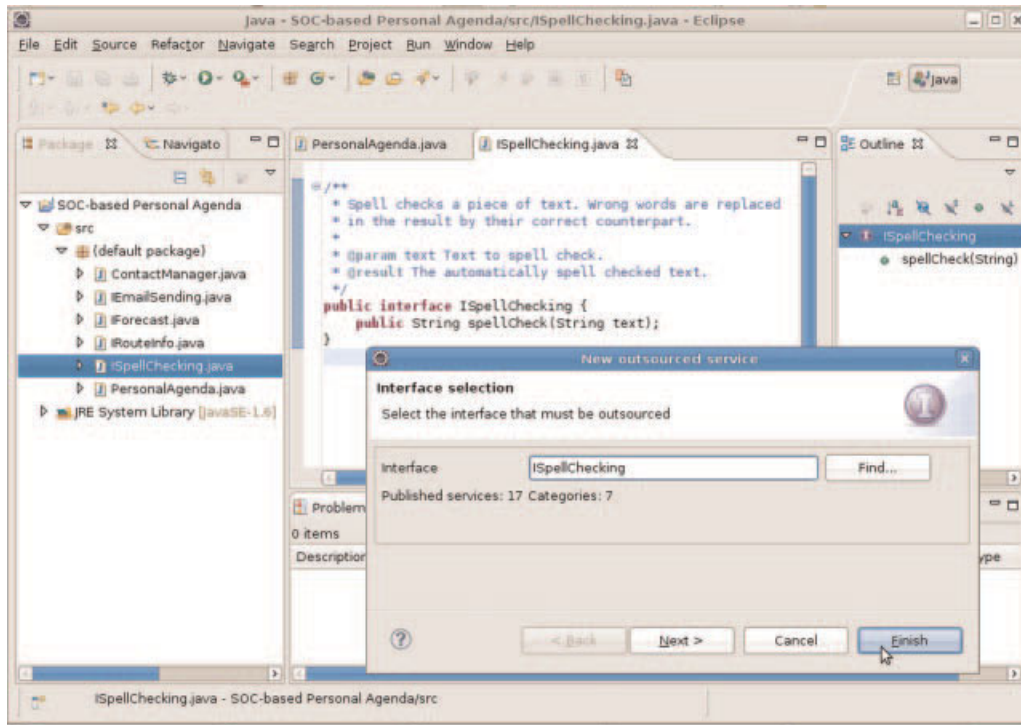 Java - SOC-based Personal Agenda/src/ISpellChecking.java - Eclipse
File Edit Source Refactor Navigate Search Project Run Window Help
Java
Package
Navigato
PersonalAgenda.java
ISpellChecking.java
Outline
SOC-based Personal Agenda
src
(default package)
ContactManager.java
IEmailSending.java
IForecast.java
IRouteInfo.java
ISpellChecking.java
PersonalAgenda.java
JRE System Library [JavaSE-1.6]
/**
* Spell checks a piece of text. Wrong words are replaced
* in the result by their correct counterpart.
*
* @param text Text to spell check.
* @result The automatically spell checked text.
*/
public interface ISpellChecking {
public String spellCheck(String text);
}
ISpellChecking
spellCheck(String)
New outsourced service
Interface selection
Select the interface that must be outsourced
Interface
ISpellChecking
Find...
Published services: 17 Categories: 7
Problem
0 items
Description
ype
< Back
Next >
Cancel
Finish
ISpellChecking.java - SOC-based Personal Agenda/src